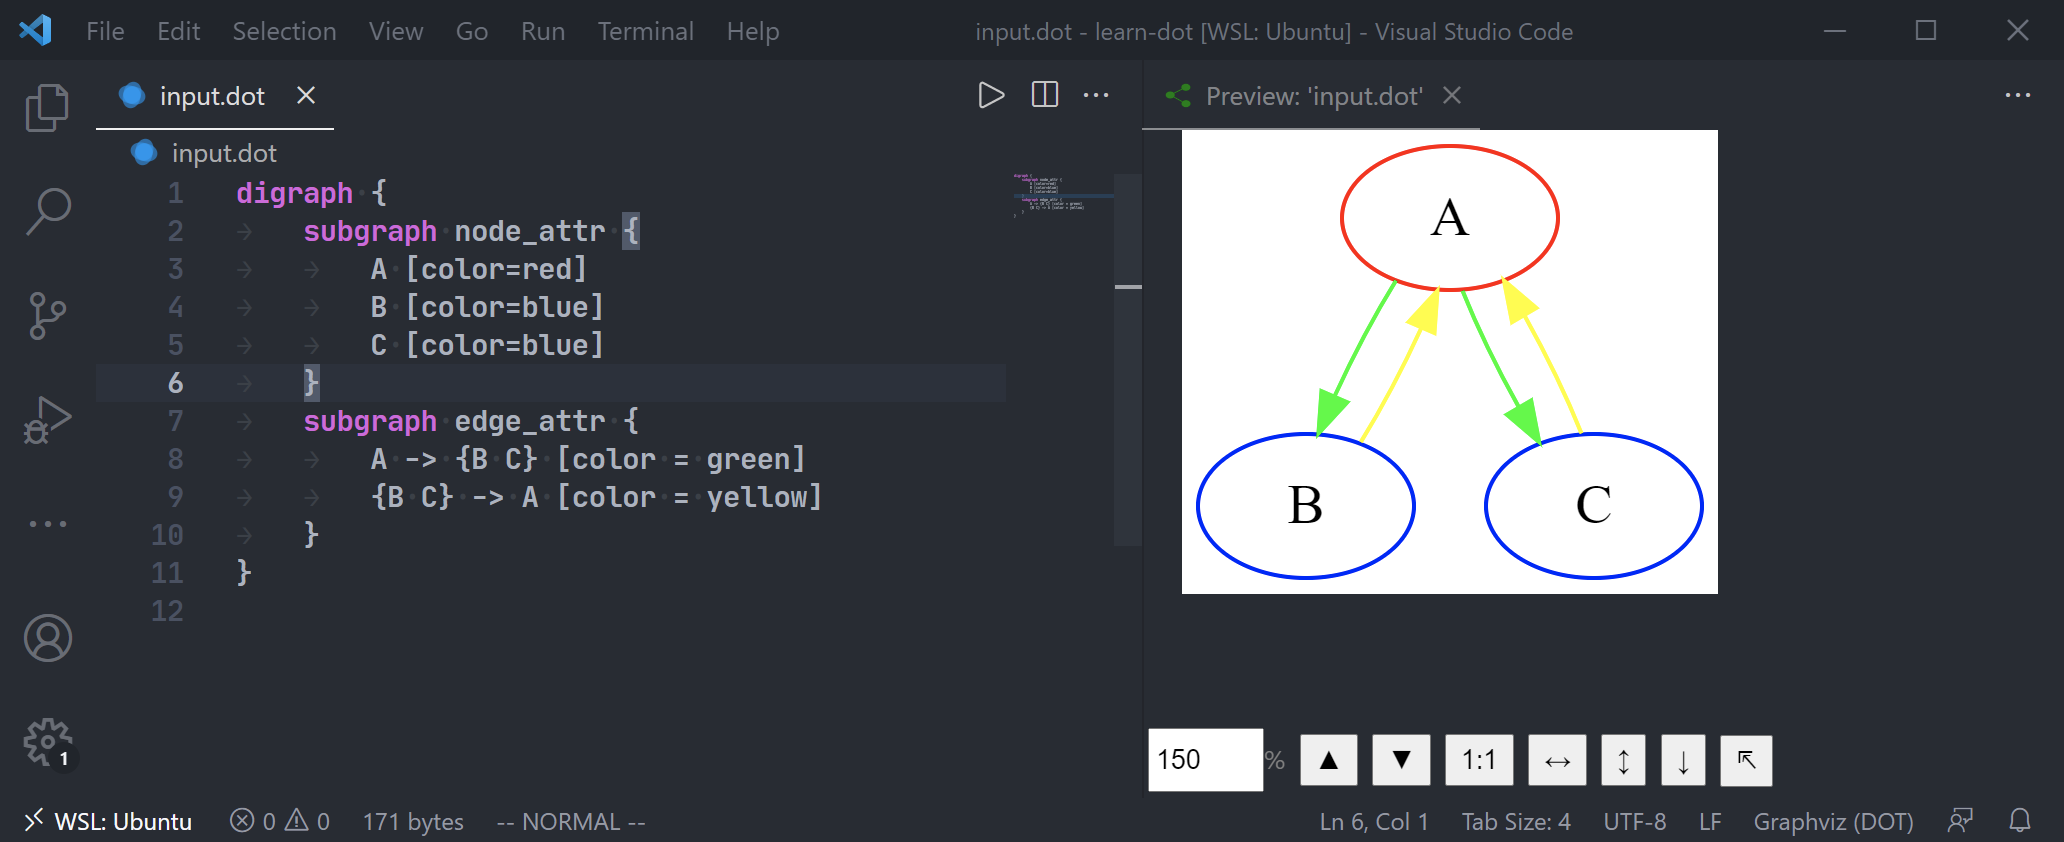 File Edit Selection View Go Run Terminal Help input.dot - learn-dot [WSL: Ubuntu] - Visual Studio Code
input.dot
Preview: 'input.dot'
input.dot
1 digraph {
2 subgraph node_attr {
3 A [color=red]
4 B [color=blue]
5 C [color=blue]
6 }
7 subgraph edge_attr {
8 A -> {B C} [color = green]
9 {B C} -> A [color = yellow]
10 }
11 }
12
A
B C
150 % ▲ ▼ 1:1 ↔ ↕ ↓ ↖
1
WSL: Ubuntu 0 0 171 bytes -- NORMAL -- Ln 6, Col 1 Tab Size: 4 UTF-8 LF Graphviz (DOT)